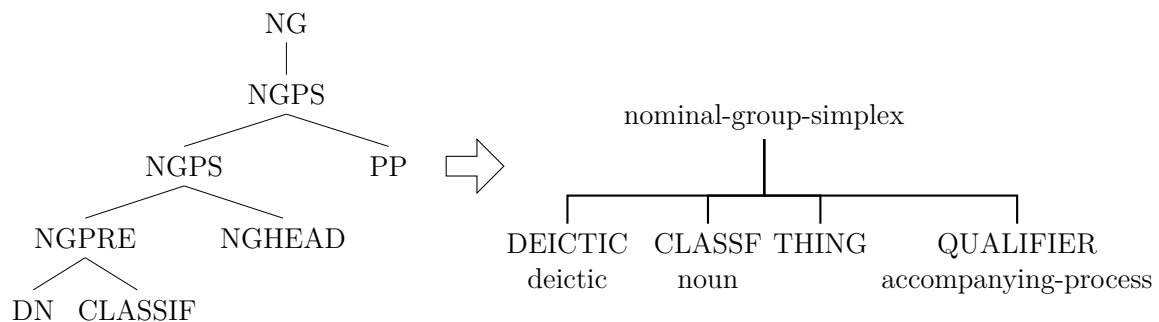 NG
NGPS
nominal-group-simplex
NGPS PP
NGPRE NGHEAD
DEICTIC CLASSF THING QUALIFIER
deictic noun accompanying-process
DN CLASSIF